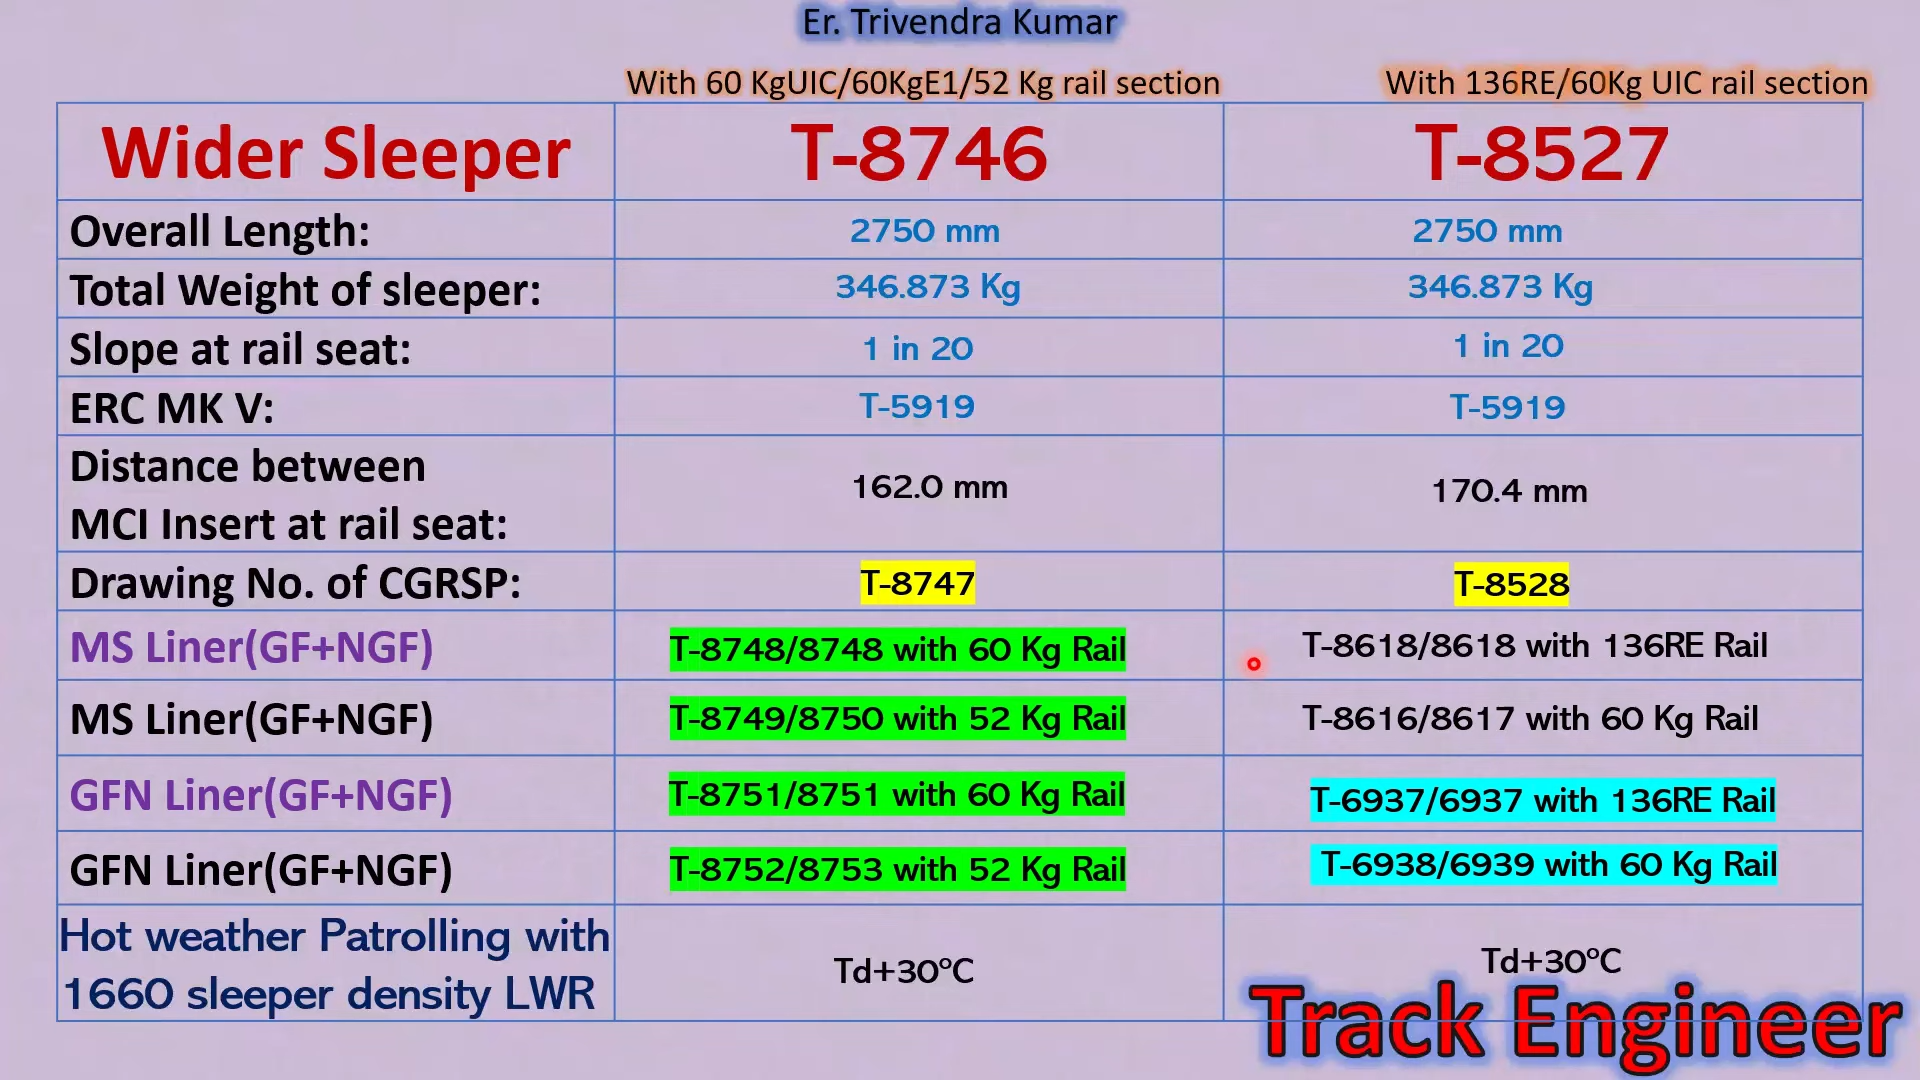 Er. Trivendra Kumar
With 60 KgUIC/60KgE1/52 Kg rail section
With 136RE/60Kg UIC rail section
Wider Sleeper
T-8746
T-8527
Overall Length:
2750 mm
2750 mm
Total Weight of sleeper:
346.873 Kg
346.873 Kg
Slope at rail seat:
1 in 20
1 in 20
ERC MK V:
T-5919
T-5919
Distance between
MCI Insert at rail seat:
162.0 mm
170.4 mm
Drawing No. of CGRSP:
T-8747
T-8528
MS Liner(GF+NGF)
T-8748/8748 with 60 Kg Rail
T-8618/8618 with 136RE Rail
MS Liner(GF+NGF)
T-8749/8750 with 52 Kg Rail
T-8616/8617 with 60 Kg Rail
GFN Liner(GF+NGF)
T-8751/8751 with 60 Kg Rail
T-6937/6937 with 136RE Rail
GFN Liner(GF+NGF)
T-8752/8753 with 52 Kg Rail
T-6938/6939 with 60 Kg Rail
Hot weather Patrolling with
1660 sleeper density LWR
Td+30°C
Td+30°C
Track Engineer